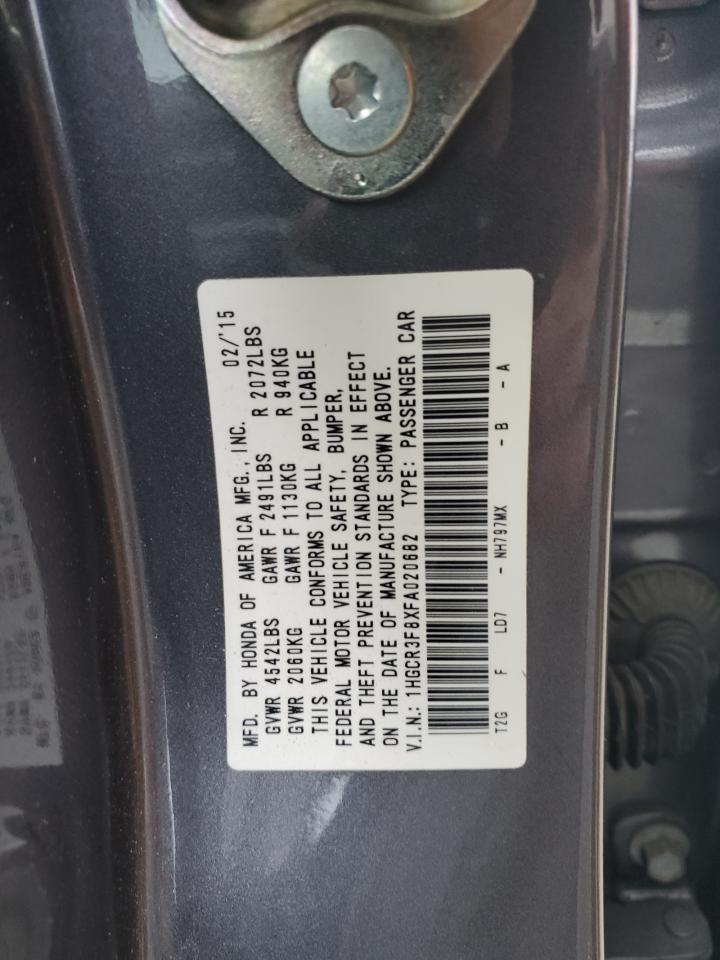 MFD. BY HONDA OF AMERICA MFG., INC. 02/'15
GVWR 4542LBS GAWR F 2491LBS R 2072LBS
GVWR 2060KG GAWR F 1130KG R 940KG
THIS VEHICLE CONFORMS TO ALL APPLICABLE
FEDERAL MOTOR VEHICLE SAFETY, BUMPER,
AND THEFT PREVENTION STANDARDS IN EFFECT
ON THE DATE OF MANUFACTURE SHOWN ABOVE.
V.I.N.: 1HGCR3F8XFA020682 TYPE: PASSENGER CAR
T2G F LD7 - NH797MX - B - A